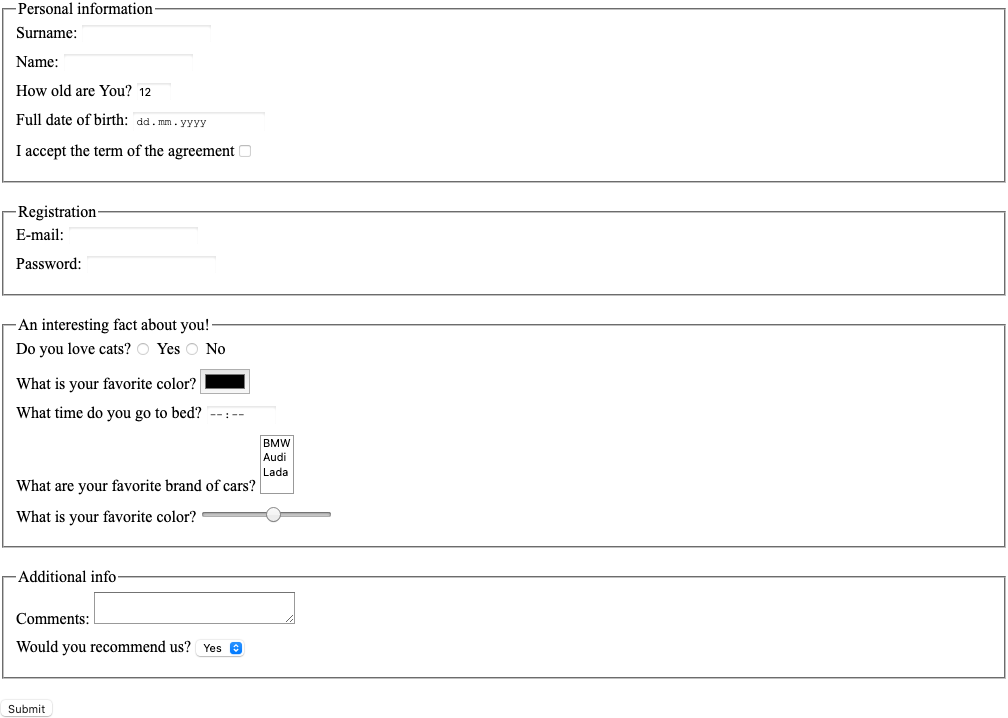 Personal information
Surname:
Name:
How old are You? 12
Full date of birth: dd.mm.yyyy
I accept the term of the agreement
Registration
E-mail:
Password:
An interesting fact about you!
Do you love cats? Yes No
What is your favorite color?
What time do you go to bed? --:--
BMW
Audi
Lada
What are your favorite brand of cars?
What is your favorite color?
Additional info
Comments:
Would you recommend us? Yes
Submit